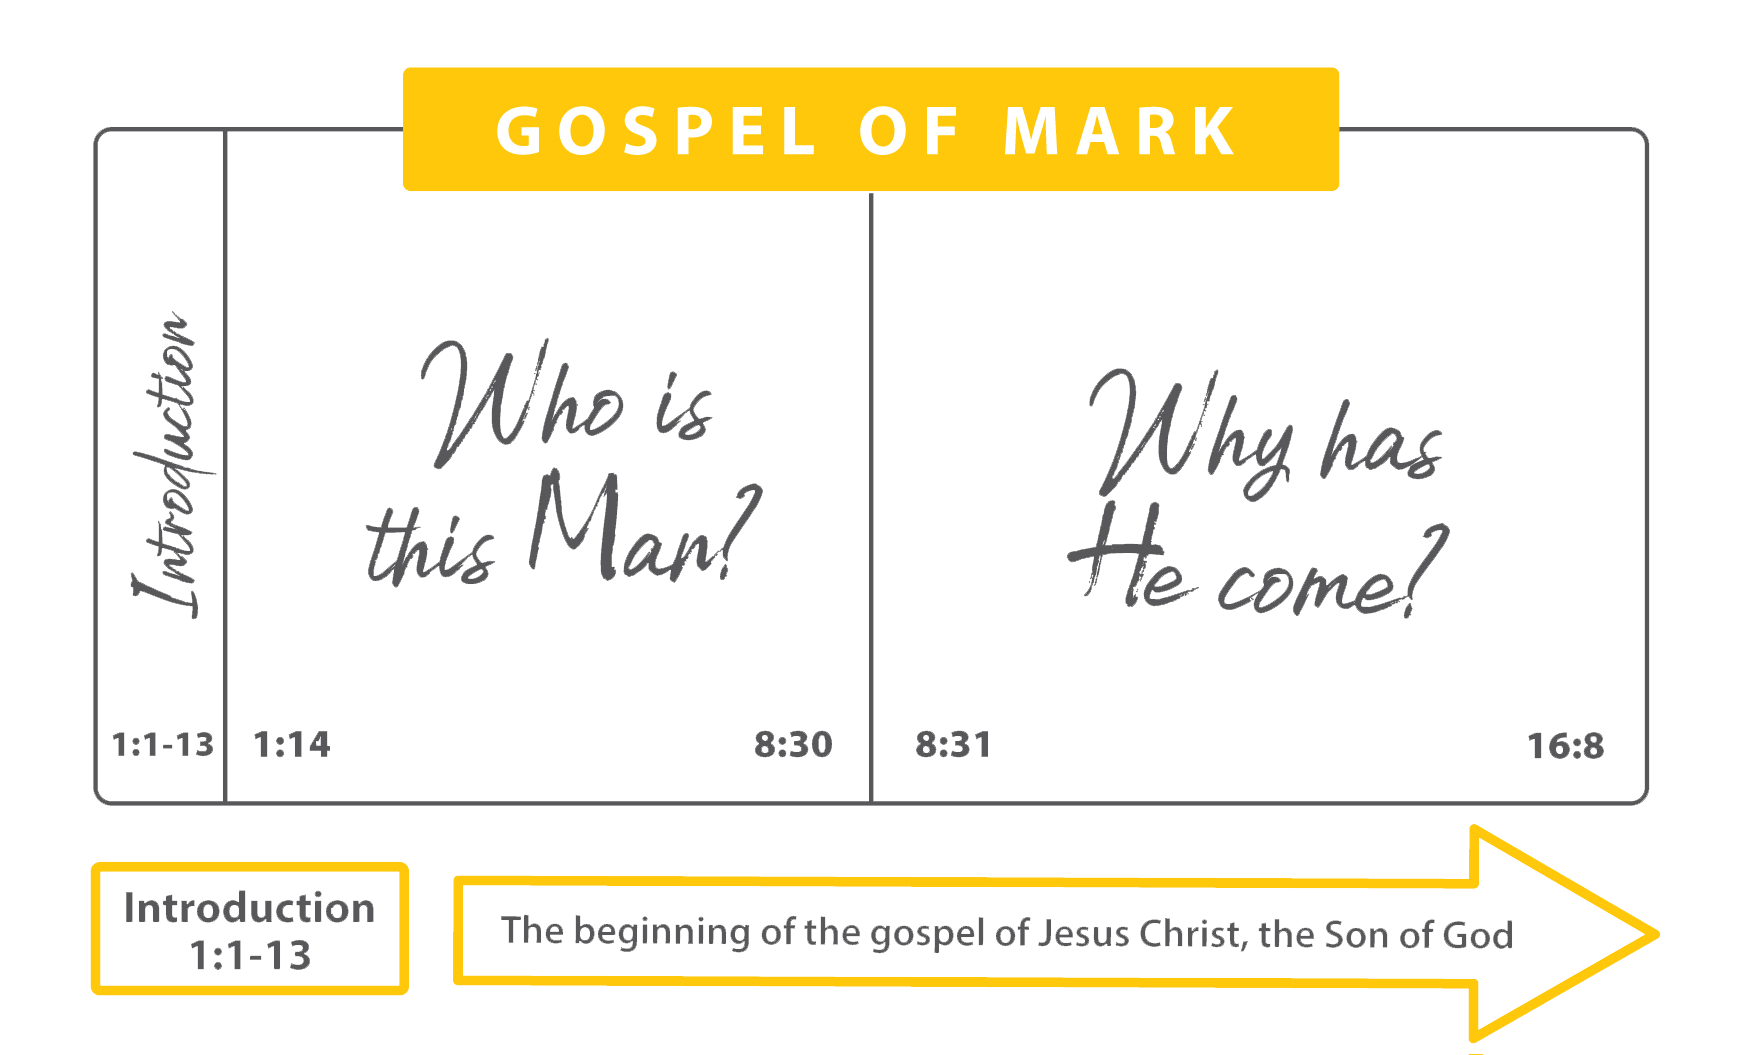 GOSPEL OF MARK
Introduction
1:1-13
Who is
this Man?
1:14
8:30
Why has
He come?
8:31
16:8
Introduction
1:1-13
The beginning of the gospel of Jesus Christ, the Son of God